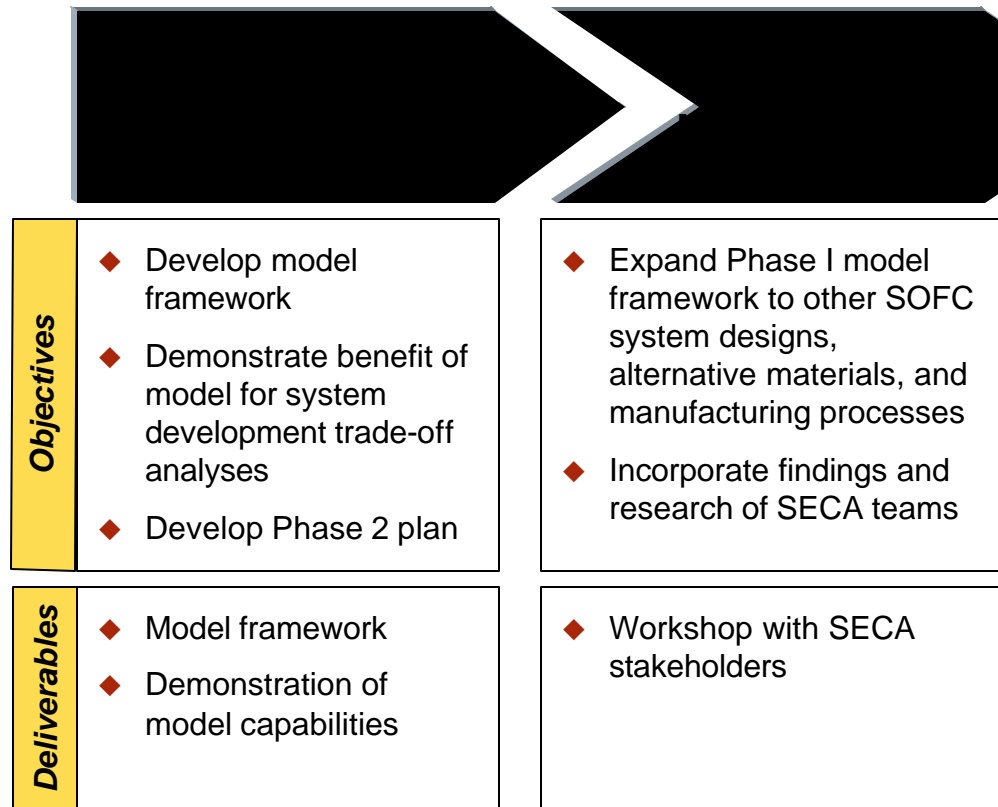 Objectives
Develop model
framework
Demonstrate benefit of
model for system
development trade-off
analyses
Develop Phase 2 plan
Expand Phase I model
framework to other SOFC
system designs,
alternative materials, and
manufacturing processes
Incorporate findings and
research of SECA teams
Deliverables
Model framework
Demonstration of
model capabilities
Workshop with SECA
stakeholders